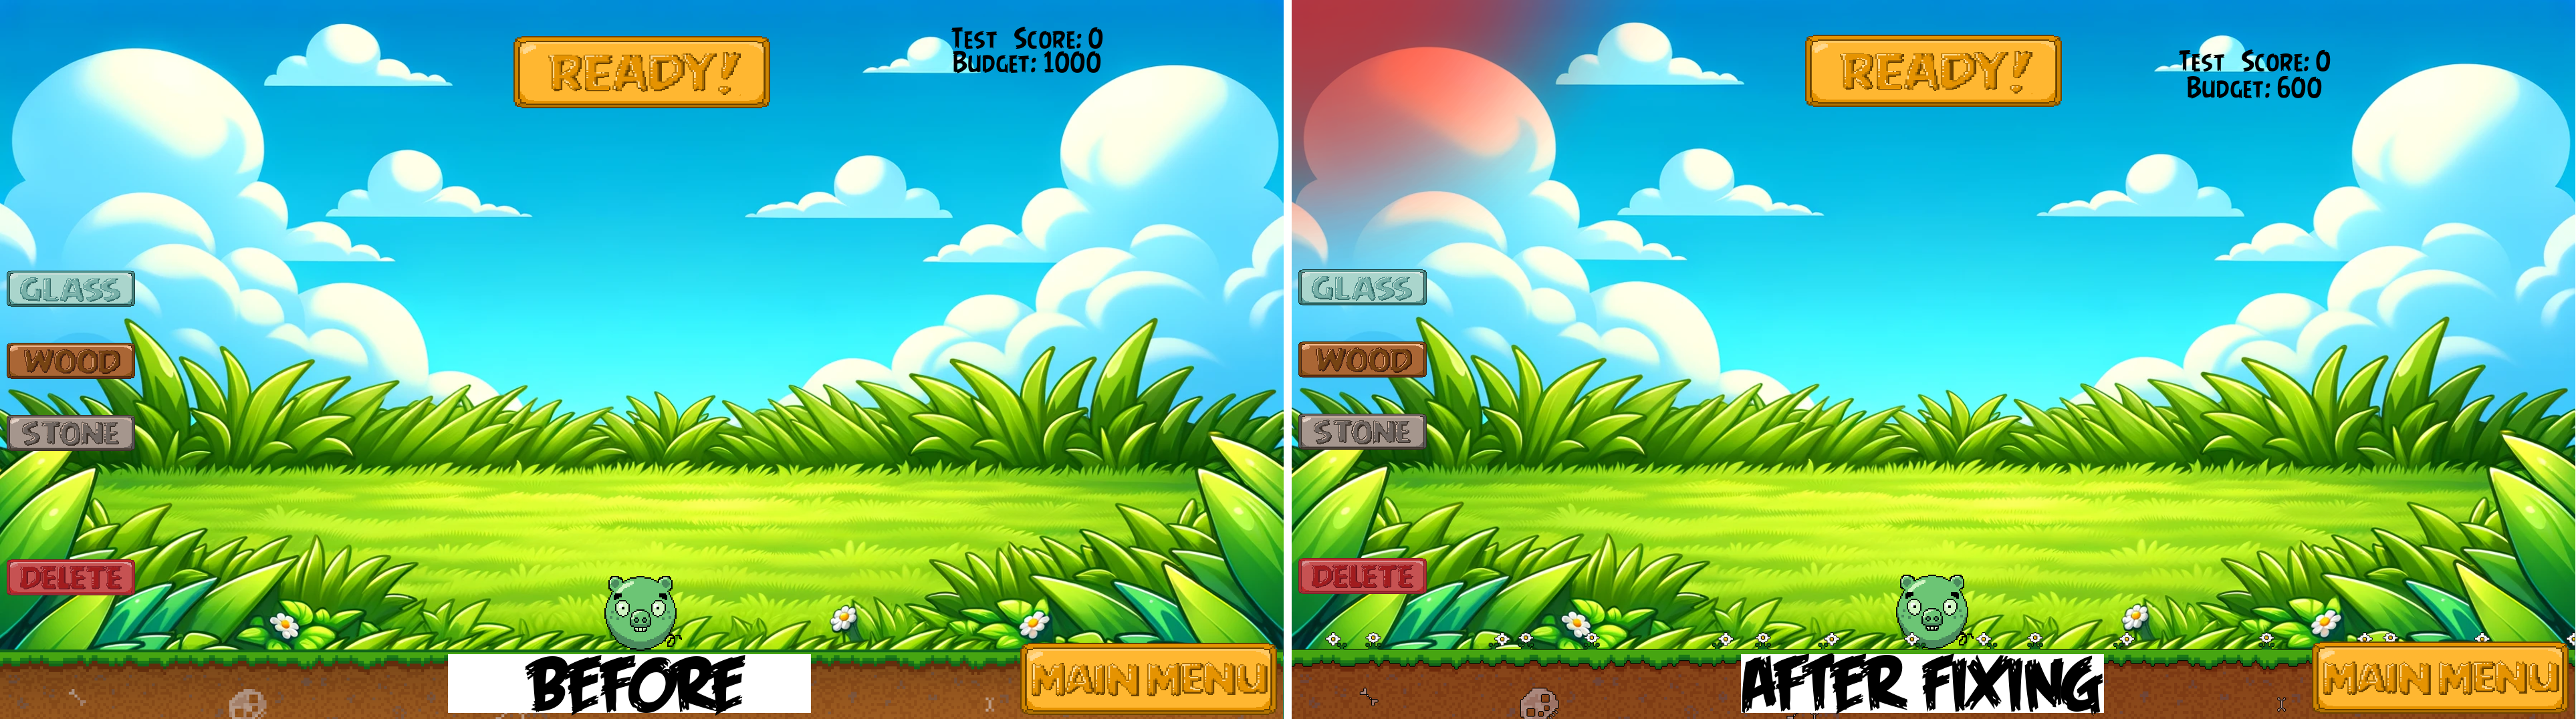 READY!
TEST SCORE: 0
BUDGET: 1000
GLASS
WOOD
STONE
DELETE
MAIN MENU
BEFORE
READY!
TEST SCORE: 0
BUDGET: 600
GLASS
WOOD
STONE
DELETE
MAIN MENU
AFTER FIXING